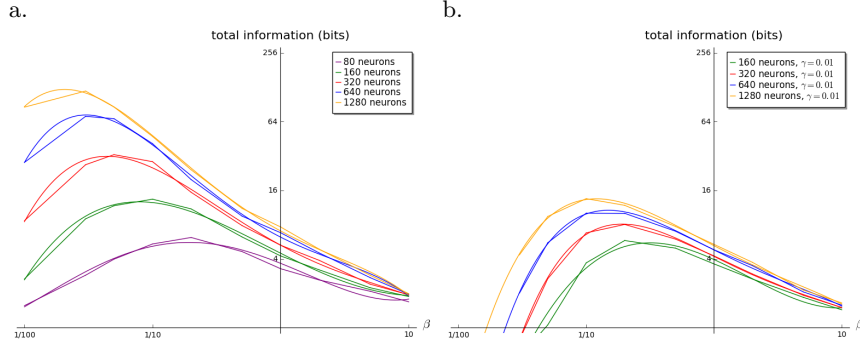 a.
total information (bits)
256
64
16
4
80 neurons
160 neurons
320 neurons
640 neurons
1280 neurons
1/100
1/10
10
β
b.
total information (bits)
256
64
16
4
160 neurons, γ=0.01
320 neurons, γ=0.01
640 neurons, γ=0.01
1280 neurons, γ=0.01
1/100
1/10
10
β